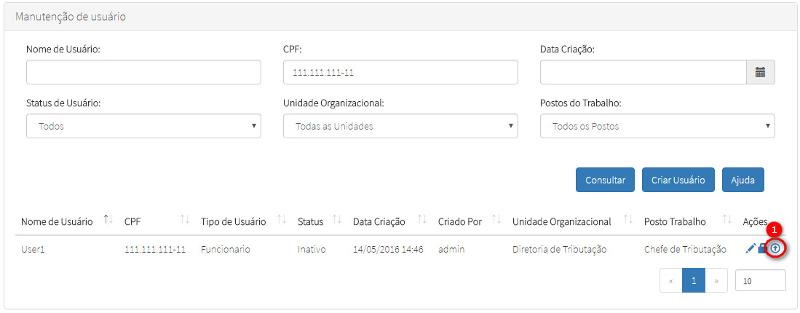 Manutenção de usuário
Nome de Usuário: CPF: Data Criação:
111.111.111-11
Status de Usuário: Unidade Organizacional: Postos do Trabalho:
Todos Todas as Unidades Todos os Postos
Consultar Criar Usuário Ajuda
Nome de Usuário CPF Tipo de Usuário Status Data Criação Criado Por Unidade Organizacional Posto Trabalho Ações
1
User1 111.111.111-11 Funcionario Inativo 14/05/2016 14:46 admin Diretoria de Tributação Chefe de Tributação
« 1 » 10